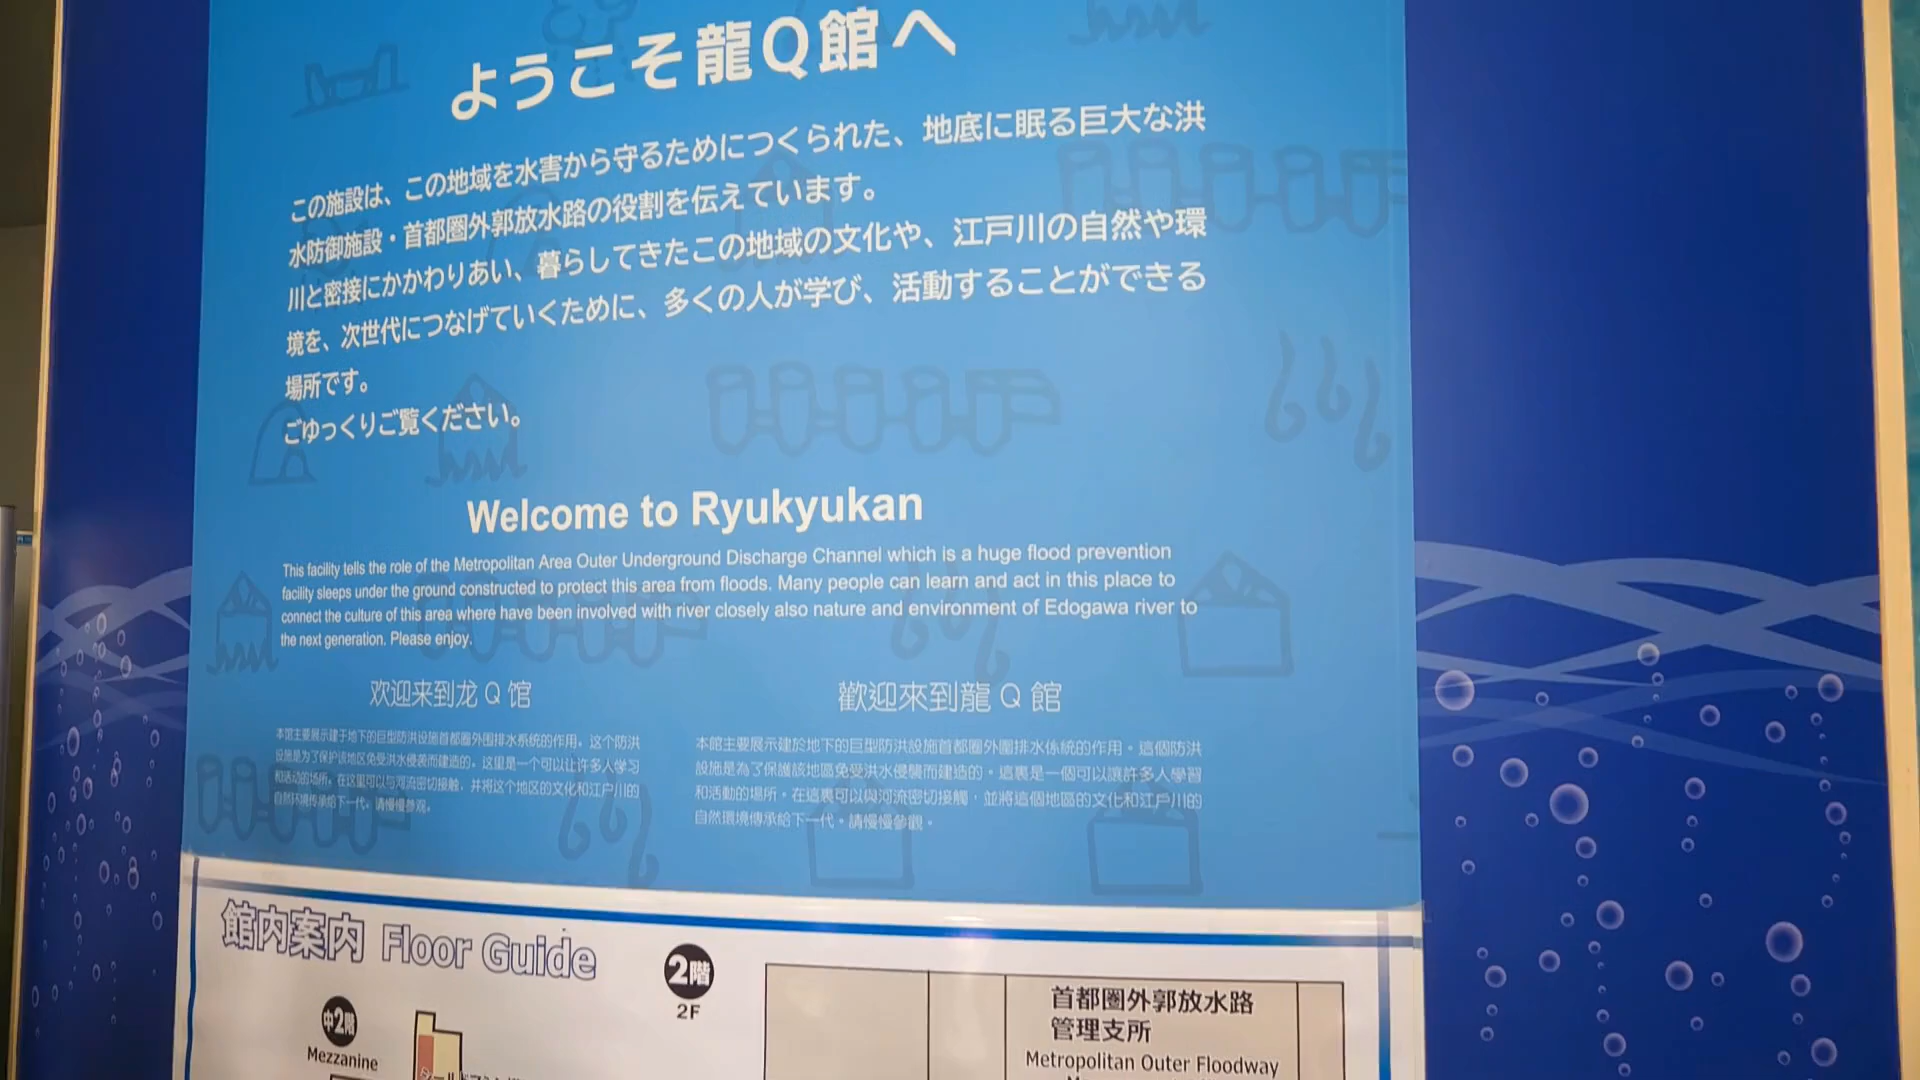 ようこそ龍Q館へ
この施設は、この地域を水害から守るためにつくられた、地底に眠る巨大な洪
水防御施設・首都圏外郭放水路の役割を伝えています。
川と密接にかかわりあい、暮らしてきたこの地域の文化や、江戸川の自然や環
境を、次世代につなげていくために、多くの人が学び、活動することができる
場所です。
ごゆっくりご覧ください。
Welcome to Ryukyukan
This facility tells the role of the Metropolitan Area Outer Underground Discharge Channel which is a huge flood prevention
facility sleeps under the ground constructed to protect this area from floods. Many people can learn and act in this place to
connect the culture of this area where have been involved with river closely also nature and environment of Edogawa river to
the next generation. Please enjoy.
欢迎来到龙 Q 馆
本馆主要展示建于地下的巨型防洪设施首都圈外围排水系统的作用。这个防洪
设施是为了保护该地区免受洪水侵袭而建造的。这里是一个可以让许多人学习
和活动的场所。在这里可以与河流密切接触，并将这个地区的文化和江户川的
自然环境传承给下一代。请慢慢参观。
歡迎來到龍 Q 館
本館主要展示建於地下的巨型防洪設施首都圈外圍排水係統的作用。這個防洪
設施是為了保護該地區免受洪水侵襲而建造的。這裏是一個可以讓許多人學習
和活動的場所。在這裏可以與河流密切接觸，並將這個地區的文化和江戶川的
自然環境傳承給下一代。請慢慢參觀。
館内案内 Floor Guide
2階
2F
中2階
Mezzanine
首都圏外郭放水路
管理支所
Metropolitan Outer Floodway